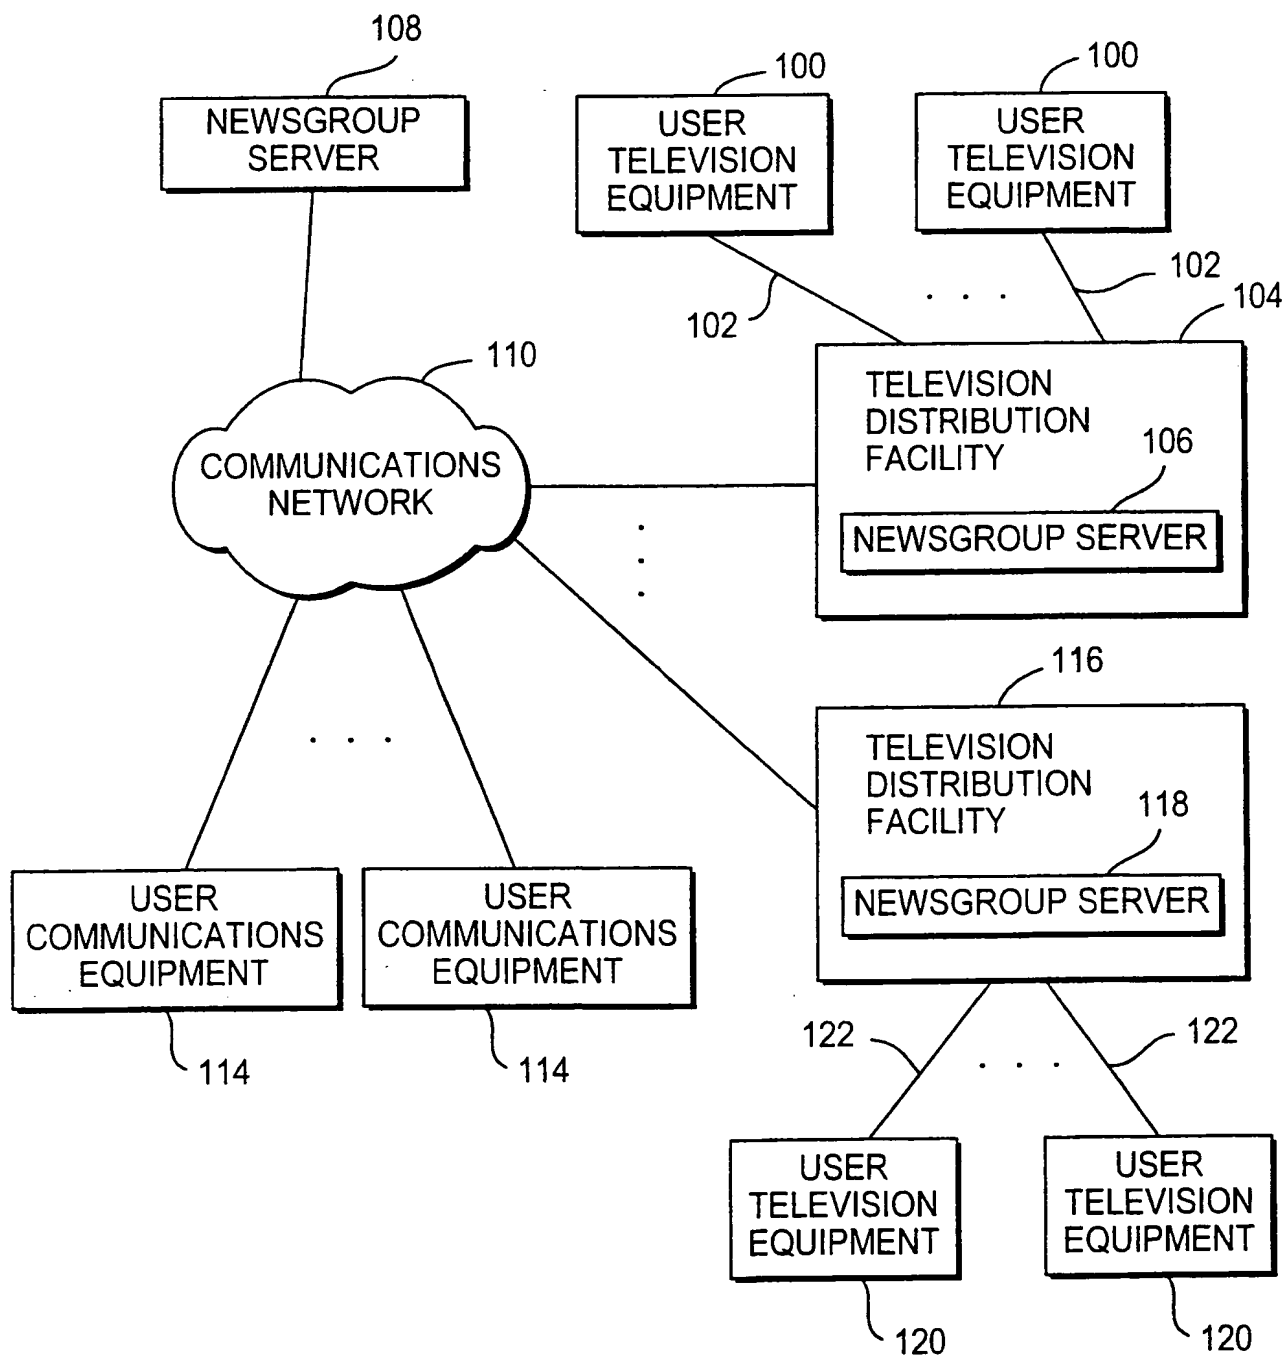 108
NEWSGROUP
SERVER
100
USER
TELEVISION
EQUIPMENT
100
USER
TELEVISION
EQUIPMENT
102
102
104
110
COMMUNICATIONS
NETWORK
TELEVISION
DISTRIBUTION
FACILITY
106
NEWSGROUP SERVER
116
TELEVISION
DISTRIBUTION
FACILITY
118
NEWSGROUP SERVER
USER
COMMUNICATIONS
EQUIPMENT
114
USER
COMMUNICATIONS
EQUIPMENT
114
122
122
USER
TELEVISION
EQUIPMENT
120
USER
TELEVISION
EQUIPMENT
120